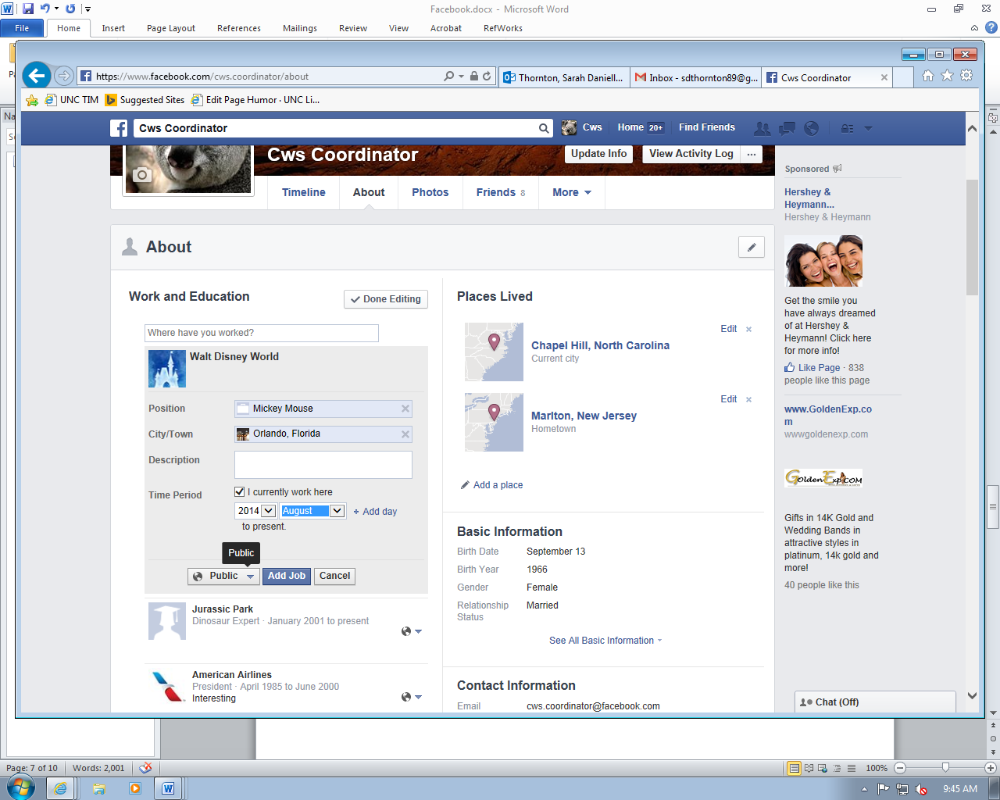 Facebook.docx - Microsoft Word
File Home Insert Page Layout References Mailings Review View Acrobat RefWorks
https://www.facebook.com/cws.coordinator/about
Thornton, Sarah Danielle...
Inbox - sdthornton89@g...
Cws Coordinator
UNC TIM
Suggested Sites
Edit Page Humor · UNC Li...
Cws Coordinator
Cws
Home 20+
Find Friends
Cws Coordinator
Update Info
View Activity Log ...
Timeline
About
Photos
Friends 8
More
About
Work and Education
Done Editing
Where have you worked?
Walt Disney World
Position Mickey Mouse
City/Town Orlando, Florida
Description
Time Period I currently work here
2014 August + Add day
to present.
Public
Public Add Job Cancel
Jurassic Park
Dinosaur Expert · January 2001 to present
American Airlines
President · April 1985 to June 2000
Interesting
Places Lived
Edit
Chapel Hill, North Carolina
Current city
Edit
Marlton, New Jersey
Hometown
Add a place
Basic Information
Birth Date September 13
Birth Year 1966
Gender Female
Relationship Status Married
See All Basic Information
Contact Information
Email cws.coordinator@facebook.com
Sponsored
Hershey &
Heymann...
Hershey & Heymann
Get the smile you
have always dreamed
of at Hershey &
Heymann! Click here
for more info!
Like Page · 838
people like this page
www.GoldenExp.co
m
wwwgoldenexp.com
GoldenExp.com
Gifts in 14K Gold and
Wedding Bands in
attractive styles in
platinum, 14k gold and
more!
40 people like this
Chat (Off)
Page: 7 of 10 Words: 2,001
100%
9:45 AM